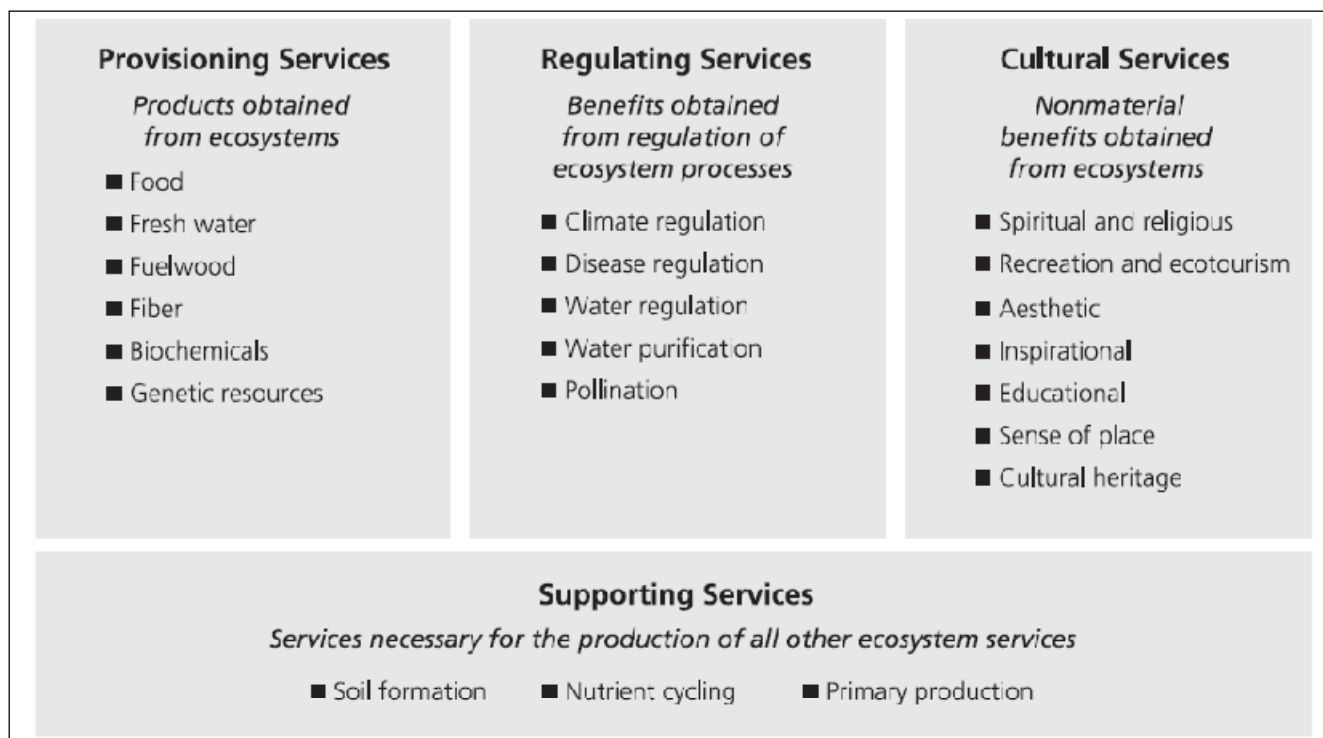 Provisioning Services
Products obtained
from ecosystems
■ Food
■ Fresh water
■ Fuelwood
■ Fiber
■ Biochemicals
■ Genetic resources
Regulating Services
Benefits obtained
from regulation of
ecosystem processes
■ Climate regulation
■ Disease regulation
■ Water regulation
■ Water purification
■ Pollination
Cultural Services
Nonmaterial
benefits obtained
from ecosystems
■ Spiritual and religious
■ Recreation and ecotourism
■ Aesthetic
■ Inspirational
■ Educational
■ Sense of place
■ Cultural heritage
Supporting Services
Services necessary for the production of all other ecosystem services
■ Soil formation ■ Nutrient cycling ■ Primary production